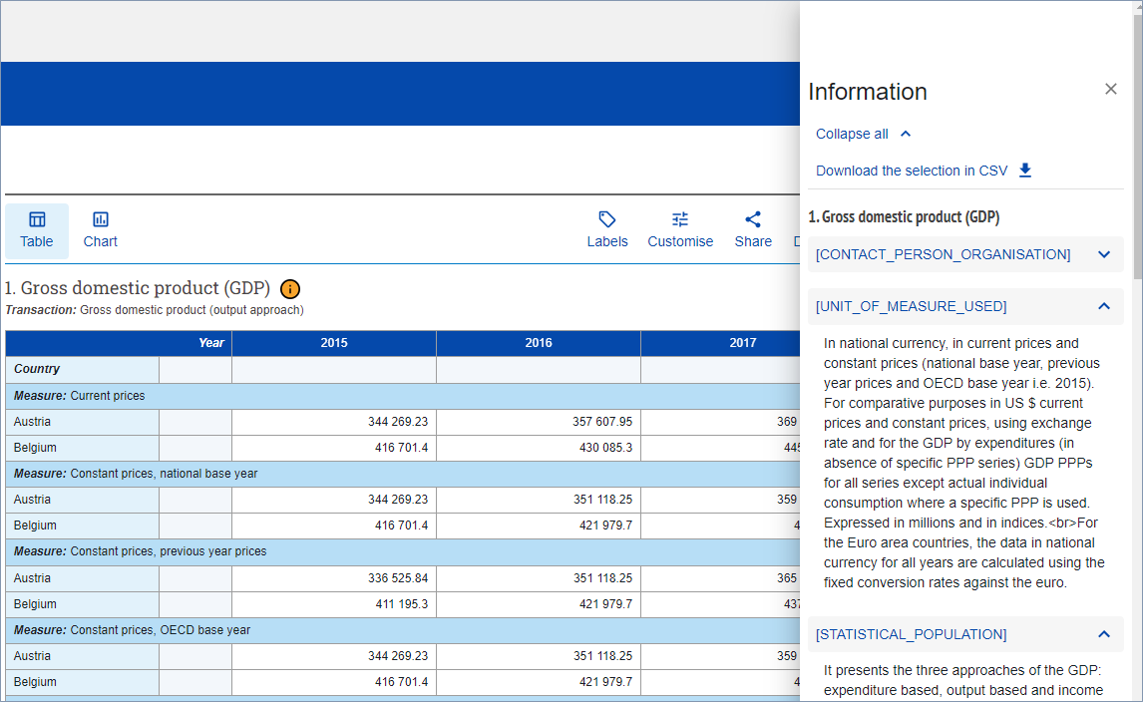 Table
Chart
Labels
Customise
Share
D
1. Gross domestic product (GDP) i
Transaction: Gross domestic product (output approach)
Year 2015 2016 2017
Country
Measure: Current prices
Austria 344 269.23 357 607.95 369
Belgium 416 701.4 430 085.3 445
Measure: Constant prices, national base year
Austria 344 269.23 351 118.25 359
Belgium 416 701.4 421 979.7 4
Measure: Constant prices, previous year prices
Austria 336 525.84 351 118.25 365
Belgium 411 195.3 421 979.7 437
Measure: Constant prices, OECD base year
Austria 344 269.23 351 118.25 359
Belgium 416 701.4 421 979.7 4
Information
Collapse all
Download the selection in CSV
1. Gross domestic product (GDP)
[CONTACT_PERSON_ORGANISATION]
[UNIT_OF_MEASURE_USED]
In national currency, in current prices and
constant prices (national base year, previous
year prices and OECD base year i.e. 2015).
For comparative purposes in US $ current
prices and constant prices, using exchange
rate and for the GDP by expenditures (in
absence of specific PPP series) GDP PPPs
for all series except actual individual
consumption where a specific PPP is used.
Expressed in millions and in indices.<br>For
the Euro area countries, the data in national
currency for all years are calculated using the
fixed conversion rates against the euro.
[STATISTICAL_POPULATION]
It presents the three approaches of the GDP:
expenditure based, output based and income